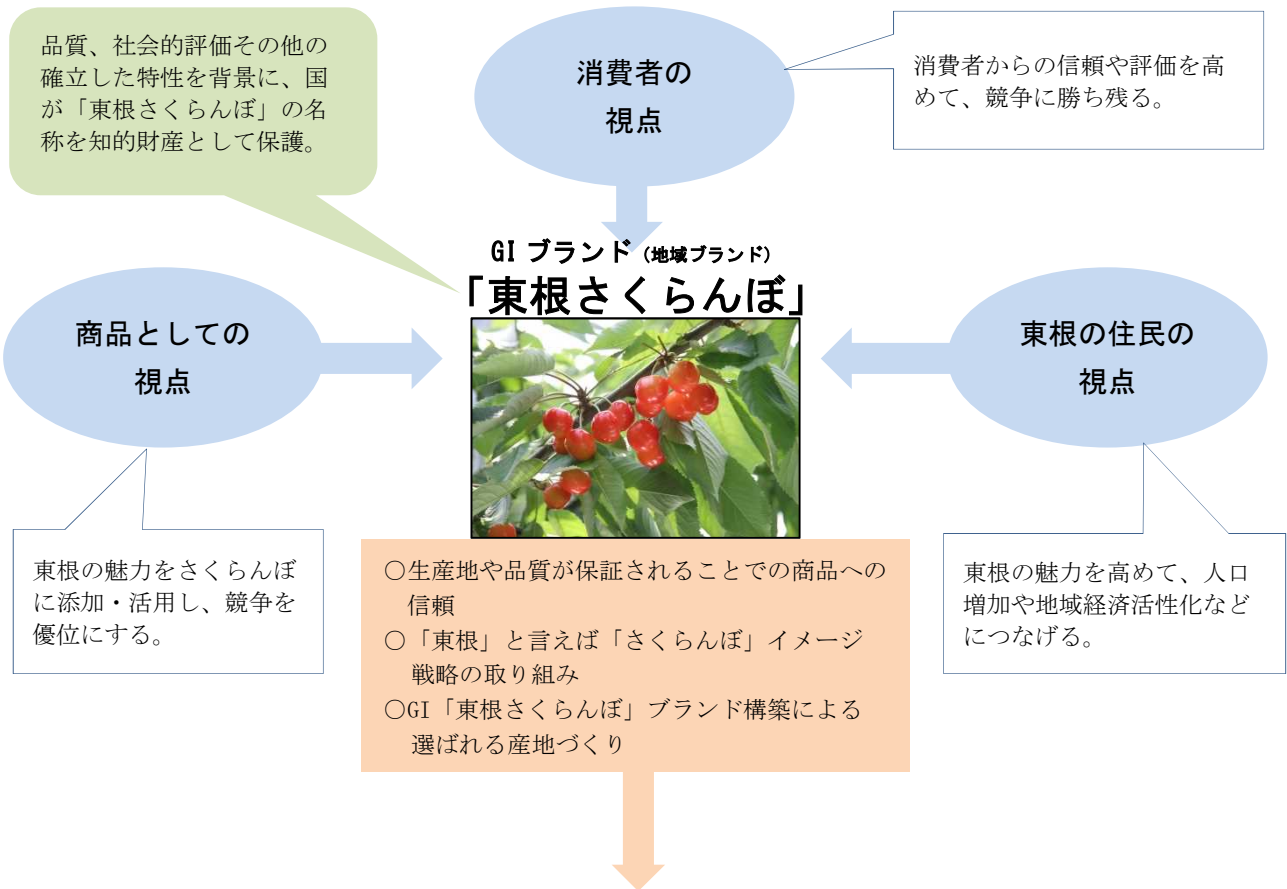 品質、社会的評価その他の
確立した特性を背景に、国
が「東根さくらんぼ」の名
称を知的財産として保護。
消費者の
視点
消費者からの信頼や評価を高
めて、競争に勝ち残る。
GI ブランド（地域ブランド）
「東根さくらんぼ」
商品としての
視点
東根の住民の
視点
東根の魅力をさくらんぼ
に添加・活用し、競争を
優位にする。
○生産地や品質が保証されることでの商品への
信頼
○「東根」と言えば「さくらんぼ」イメージ
戦略の取り組み
○GI「東根さくらんぼ」ブランド構築による
選ばれる産地づくり
東根の魅力を高めて、人口
増加や地域経済活性化など
につなげる。